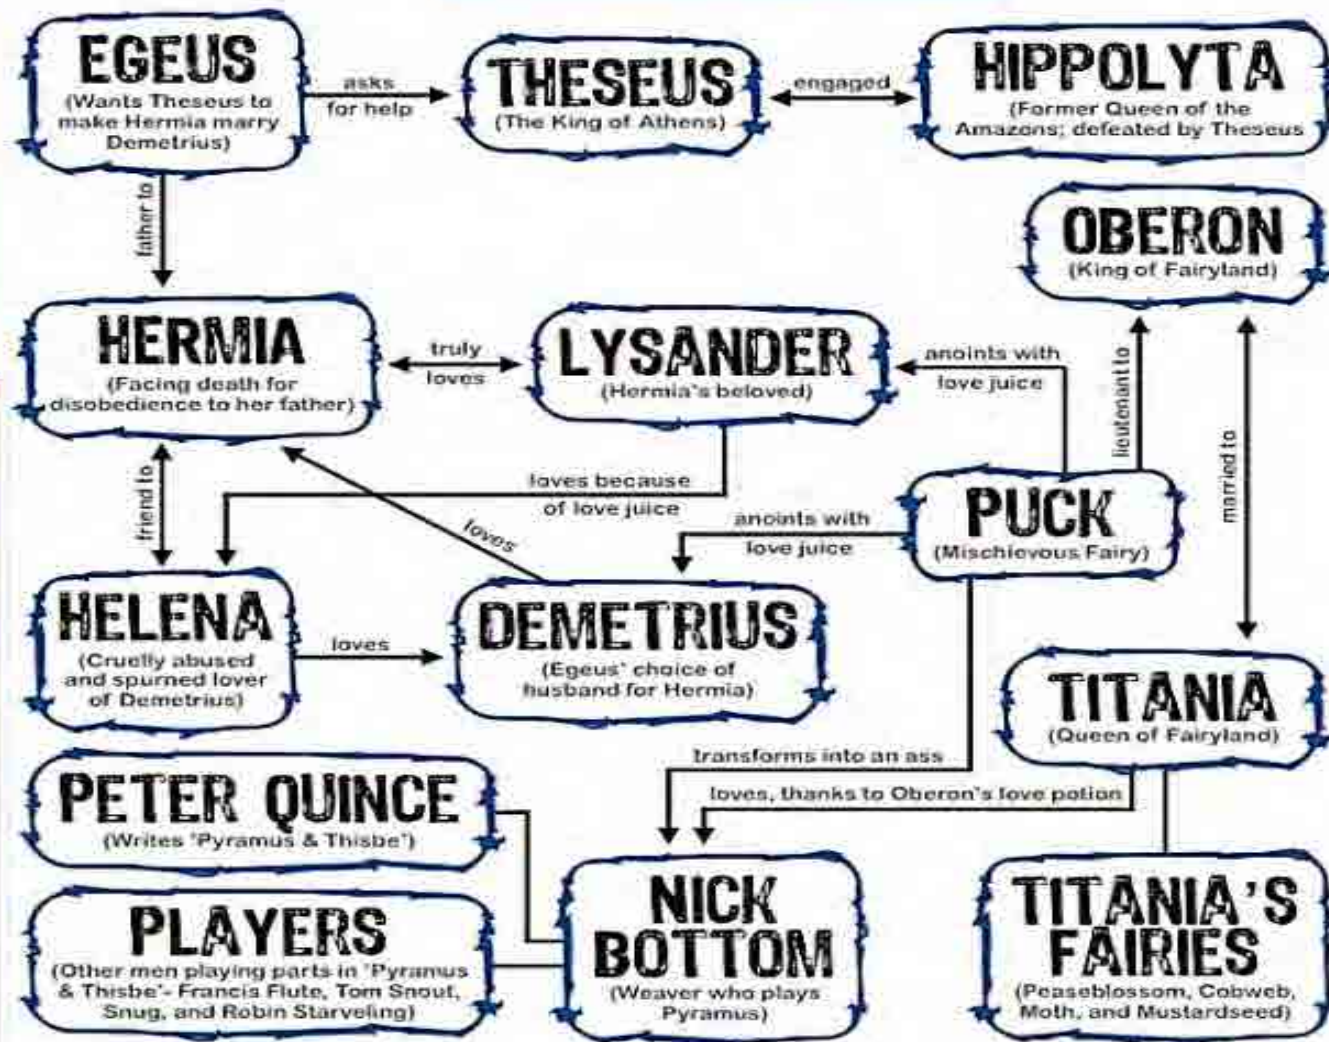 EGEUS
(Wants Theseus to
make Hermia marry
Demetrius)
asks
for help
THESEUS
(The King of Athens)
engaged
HIPPOLYTA
(Former Queen of the
Amazons; defeated by Theseus
father to
OBERON
(King of Fairyland)
HERMIA
(Facing death for
disobedience to her father)
truly
loves
LYSANDER
(Hermia's beloved)
anoints with
love juice
lieutenant to
married to
friend to
loves because
of love juice
loves
anoints with
love juice
PUCK
(Mischievous Fairy)
HELENA
(Cruelly abused
and spurned lover
of Demetrius)
loves
DEMETRIUS
(Egeus' choice of
husband for Hermia)
TITANIA
(Queen of Fairyland)
transforms into an ass
loves, thanks to Oberon's love potion
PETER QUINCE
(Writes 'Pyramus & Thisbe')
PLAYERS
(Other men playing parts in 'Pyramus
& Thisbe'- Francis Flute, Tom Snout,
Snug, and Robin Starveling)
NICK
BOTTOM
(Weaver who plays
Pyramus)
TITANIA'S
FAIRIES
(Peaseblossom, Cobweb,
Moth, and Mustardseed)